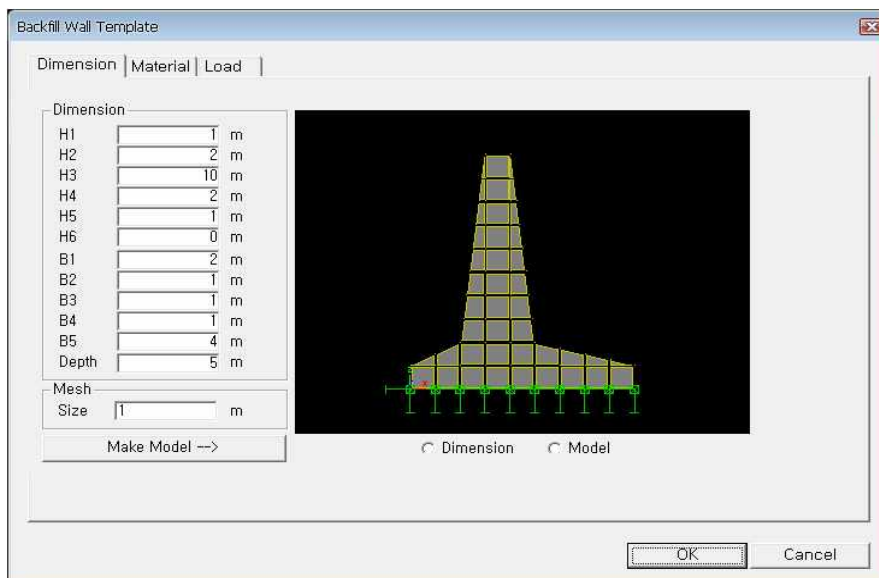 Backfill Wall Template
Dimension Material Load
Dimension
H1 1 m
H2 2 m
H3 10 m
H4 2 m
H5 1 m
H6 0 m
B1 2 m
B2 1 m
B3 1 m
B4 1 m
B5 4 m
Depth 5 m
Mesh
Size 1 m
Make Model -->
x
Dimension Model
OK Cancel